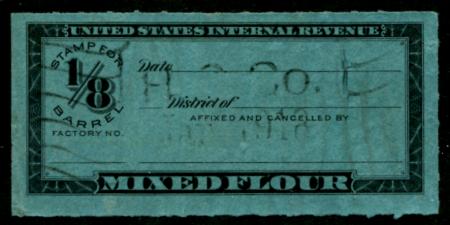 UNITED STATES INTERNAL REVENUE
STAMP FOR
1/8
BARREL
FACTORY NO.
Date
H. C. Co.
District of
AFFIXED AND CANCELLED BY
MIXED FLOUR